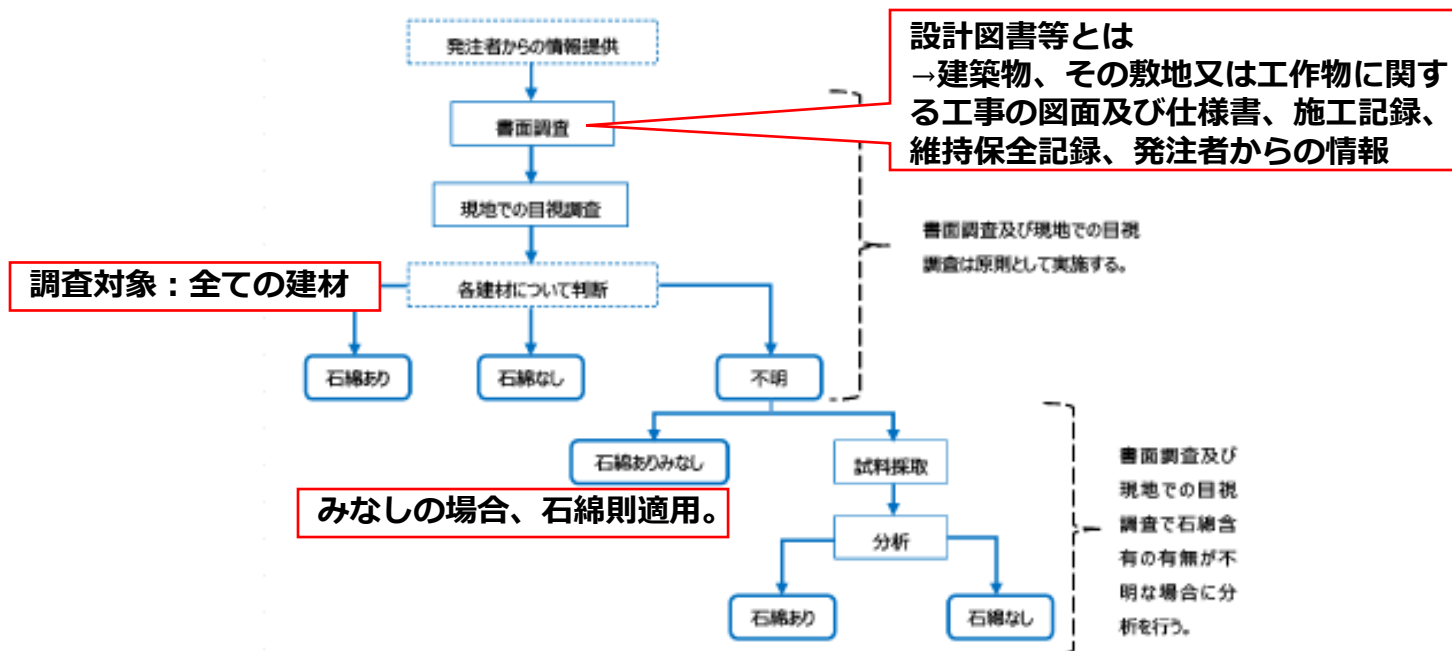 発注者からの情報提供
設計図書等とは
→建築物、その敷地又は工作物に関す
る工事の図面及び仕様書、施工記録、
維持保全記録、発注者からの情報
書面調査
現地での目視調査
書面調査及び現地での目視
調査は原則として実施する。
調査対象：全ての建材
各建材について判断
石綿あり
石綿なし
不明
石綿ありみなし
試料採取
みなしの場合、石綿則適用。
分析
石綿あり
石綿なし
書面調査及び
現地での目視
調査で石綿含
有の有無が不
明な場合に分
析を行う。